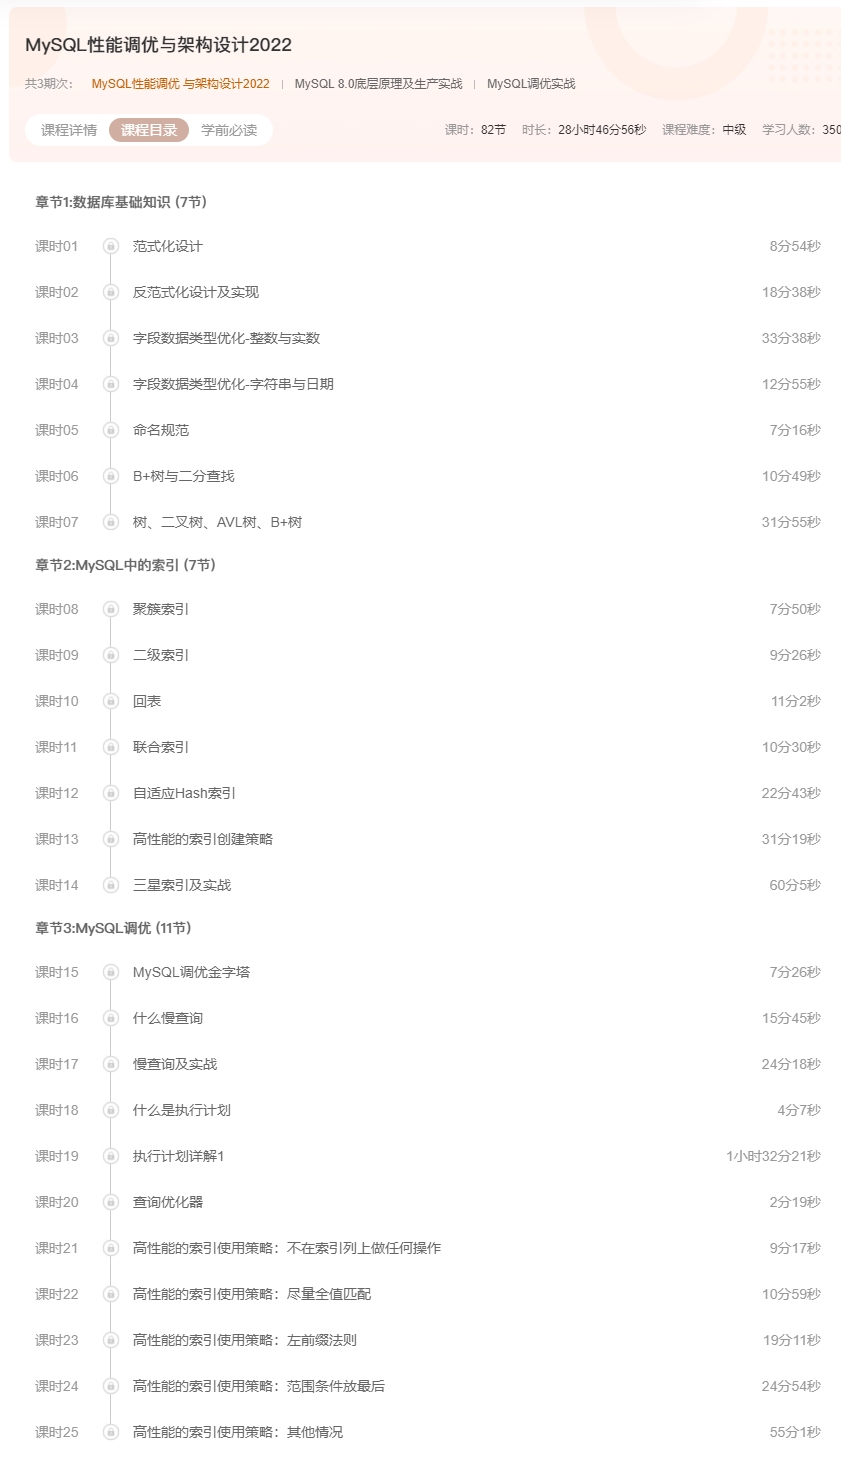 MySQL性能调优与架构设计2022
共3期次： MySQL性能调优 与架构设计2022 | MySQL 8.0底层原理及生产实战 | MySQL调优实战
课程详情 课程目录 学前必读 课时：82节 时长：28小时46分56秒 课程难度：中级 学习人数：350
章节1:数据库基础知识 (7节)
课时01 范式化设计 8分54秒
课时02 反范式化设计及实现 18分38秒
课时03 字段数据类型优化-整数与实数 33分38秒
课时04 字段数据类型优化-字符串与日期 12分55秒
课时05 命名规范 7分16秒
课时06 B+树与二分查找 10分49秒
课时07 树、二叉树、AVL树、B+树 31分55秒
章节2:MySQL中的索引 (7节)
课时08 聚簇索引 7分50秒
课时09 二级索引 9分26秒
课时10 回表 11分2秒
课时11 联合索引 10分30秒
课时12 自适应Hash索引 22分43秒
课时13 高性能的索引创建策略 31分19秒
课时14 三星索引及实战 60分5秒
章节3:MySQL调优 (11节)
课时15 MySQL调优金字塔 7分26秒
课时16 什么慢查询 15分45秒
课时17 慢查询及实战 24分18秒
课时18 什么是执行计划 4分7秒
课时19 执行计划详解1 1小时32分21秒
课时20 查询优化器 2分19秒
课时21 高性能的索引使用策略：不在索引列上做任何操作 9分17秒
课时22 高性能的索引使用策略：尽量全值匹配 10分59秒
课时23 高性能的索引使用策略：左前缀法则 19分11秒
课时24 高性能的索引使用策略：范围条件放最后 24分54秒
课时25 高性能的索引使用策略：其他情况 55分1秒